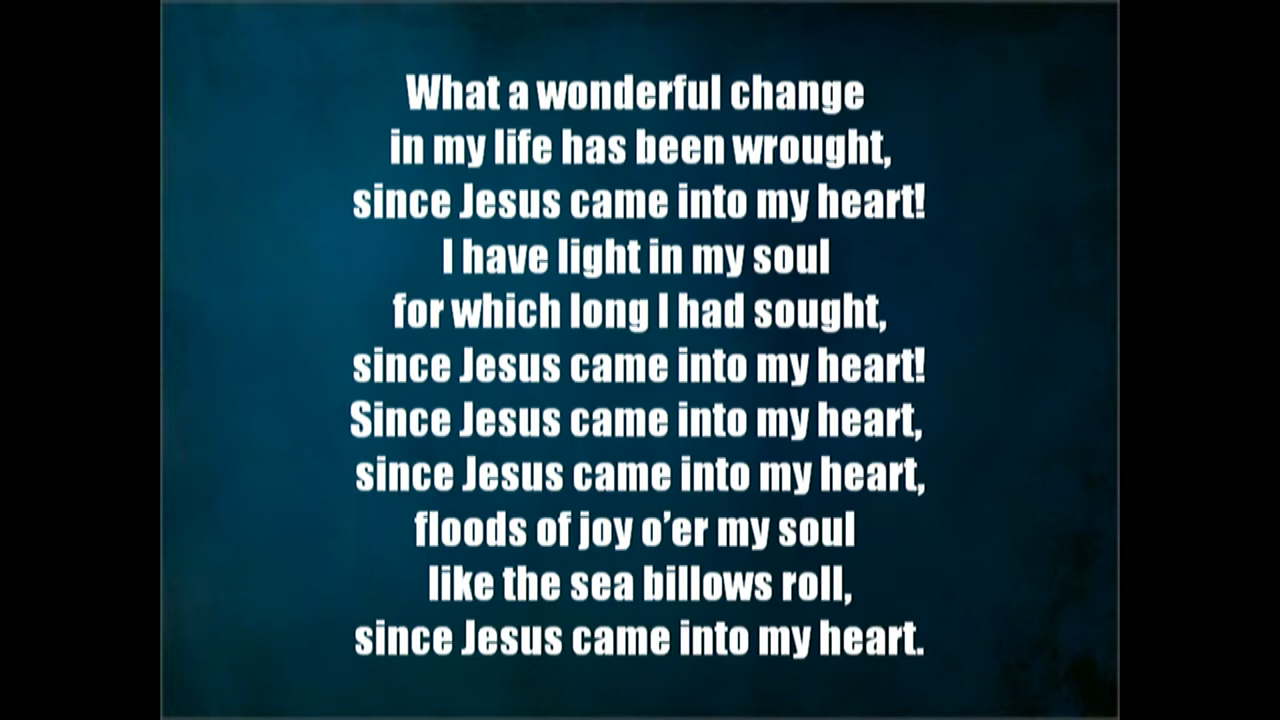 What a wonderful change
in my life has been wrought,
since Jesus came into my heart!
I have light in my soul
for which long I had sought,
since Jesus came into my heart!
Since Jesus came into my heart,
since Jesus came into my heart,
floods of joy o’er my soul
like the sea billows roll,
since Jesus came into my heart.